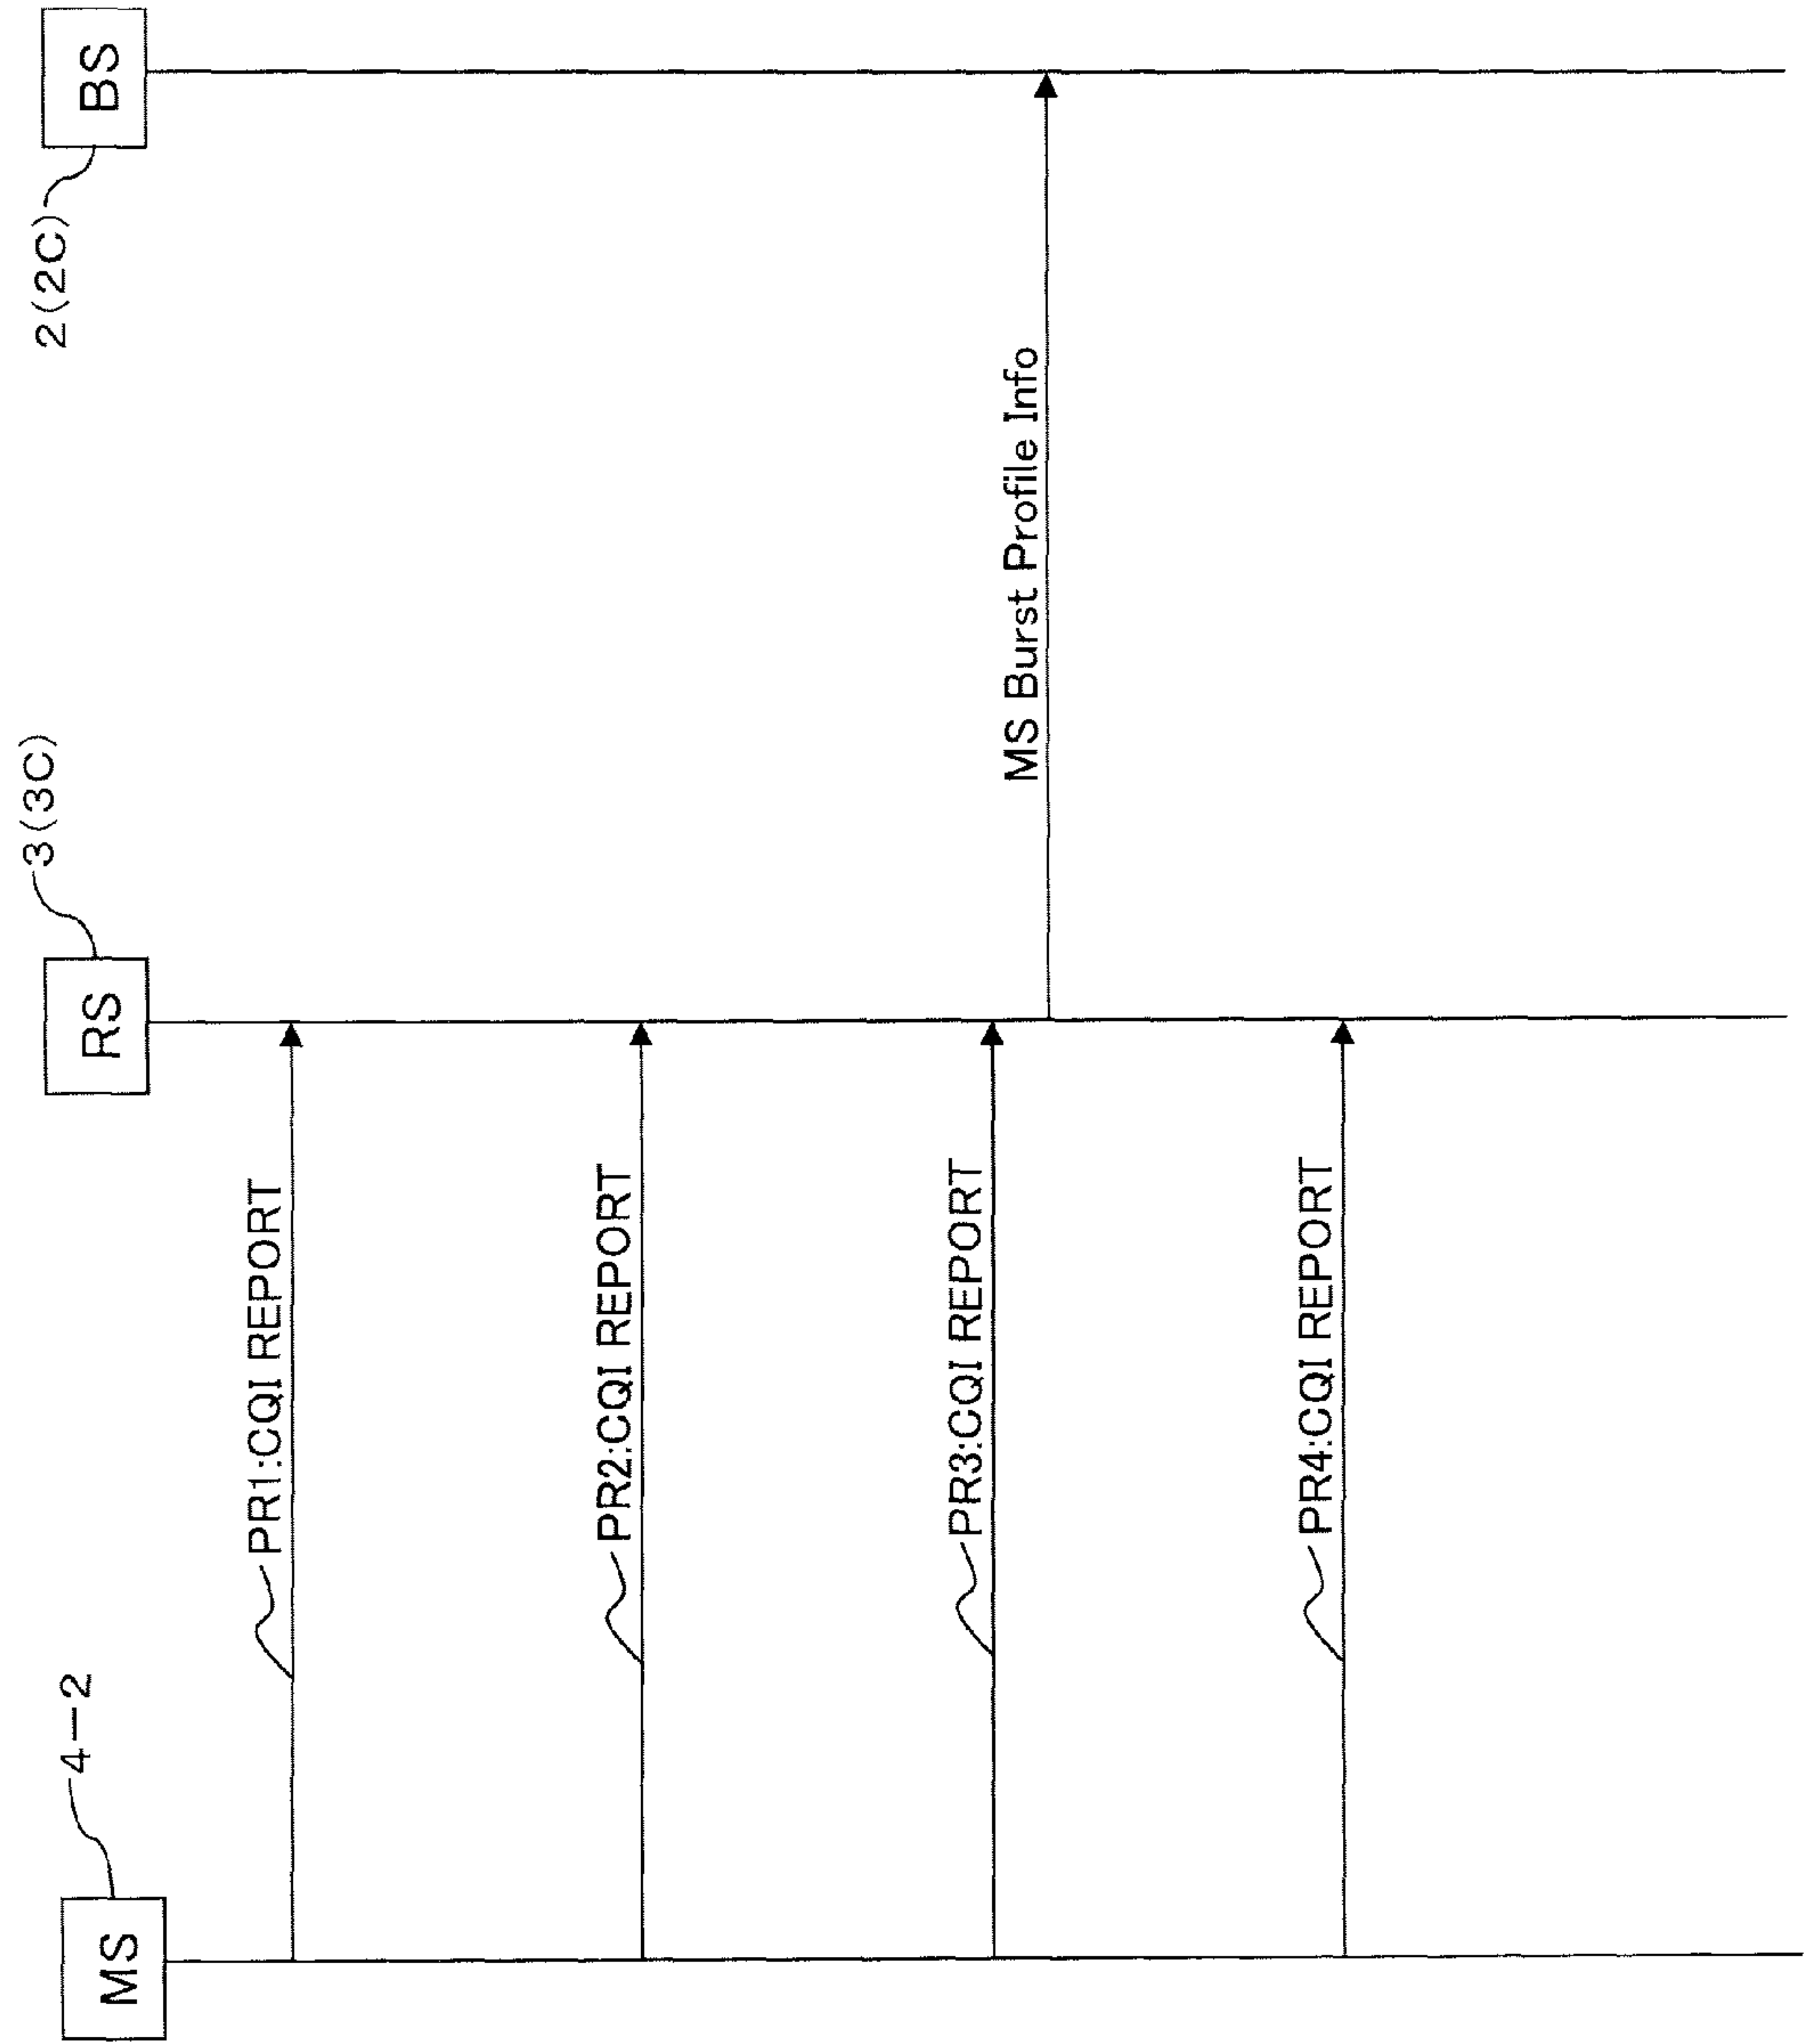 MS
4-2
RS
3(3C)
BS
2(2C)
PR1:CQI REPORT
PR2:CQI REPORT
PR3:CQI REPORT
MS Burst Profile Info
PR4:CQI REPORT